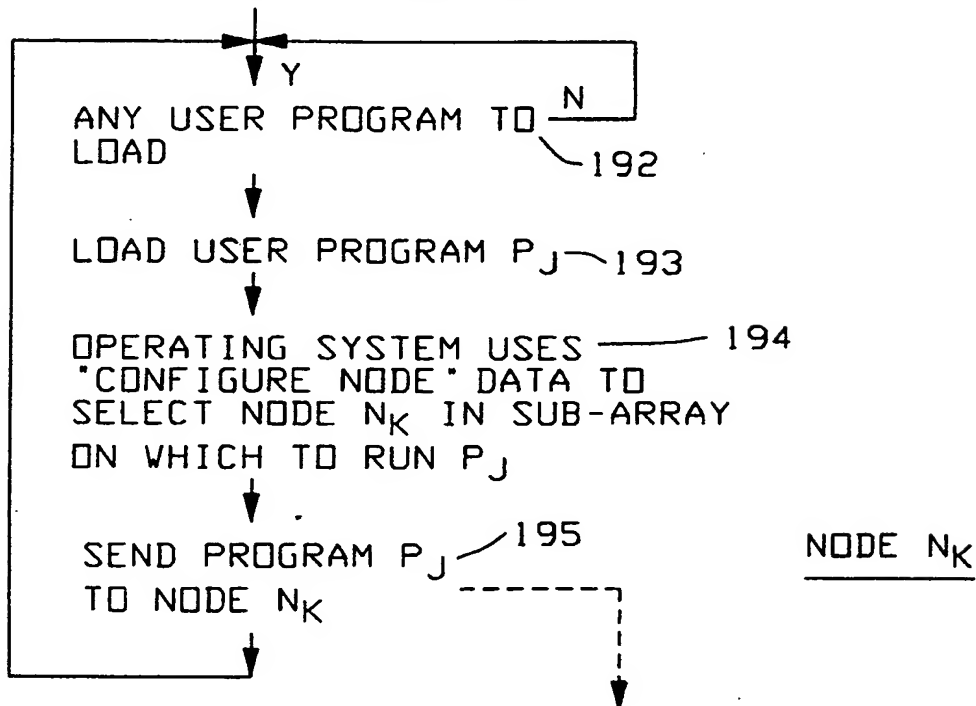 Y
N
ANY USER PROGRAM TO
LOAD
192
LOAD USER PROGRAM PJ
193
OPERATING SYSTEM USES
194
"CONFIGURE NODE" DATA TO
SELECT NODE NK IN SUB-ARRAY
ON WHICH TO RUN PJ
SEND PROGRAM PJ
195
TO NODE NK
NODE NK